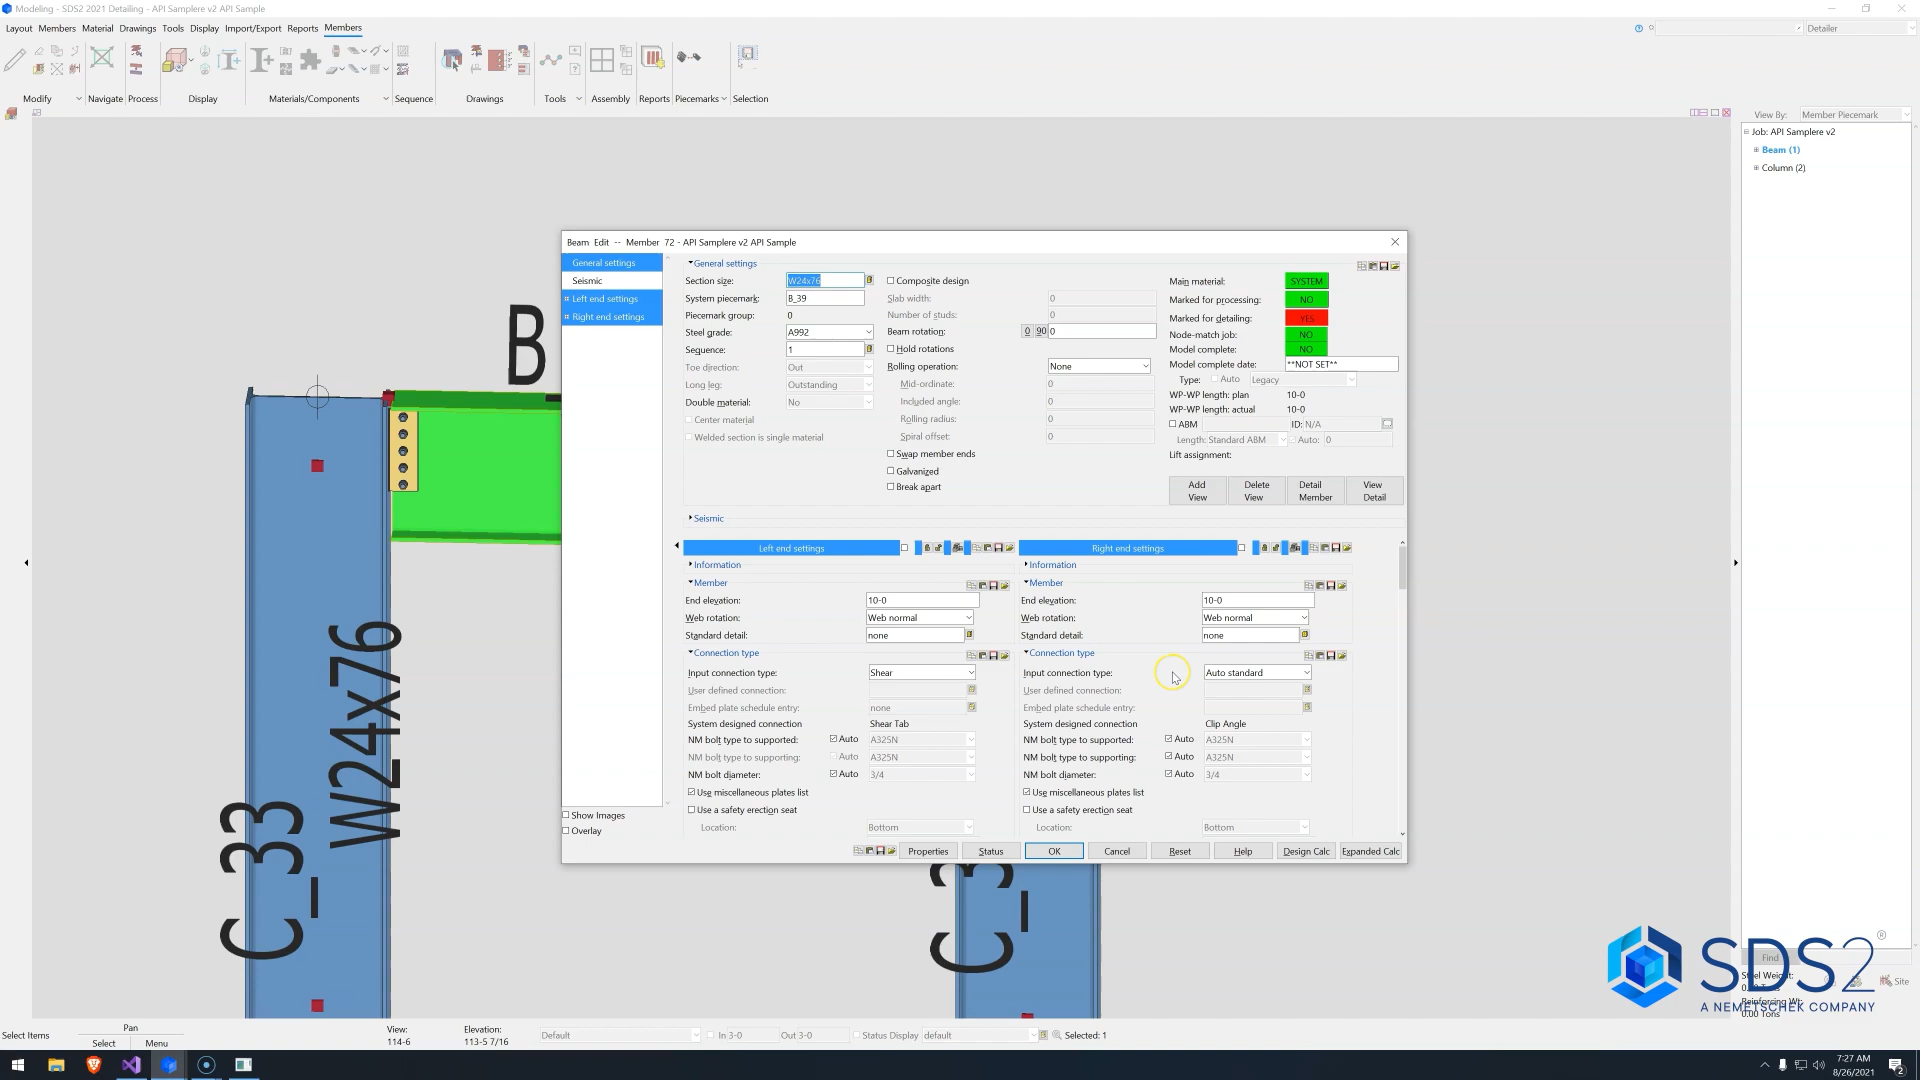 Modeling - SDS2 2021 Detailing - API Samplere v2 API Sample
Layout Members Material Drawings Tools Display Import/Export Reports Members
Detailer
Modify Navigate Process Display Materials/Components Sequence Drawings Tools Assembly Reports Piecemarks Selection
View By: Member Piecemark
Job: API Samplere v2
Beam (1)
Column (2)
B
W24x76
C_33
C_3
Beam Edit -- Member 72 - API Samplere v2 API Sample
General settings
Seismic
Left end settings
Right end settings
Show Images
Overlay
General settings
Section size: W24x76
System piecemark: B_39
Piecemark group: 0
Steel grade: A992
Sequence: 1
Toe direction: Out
Long leg: Outstanding
Double material: No
Center material
Welded section is single material
Composite design
Slab width: 0
Number of studs: 0
Beam rotation: 0 90 0
Hold rotations
Rolling operation: None
Mid-ordinate: 0
Included angle: 0
Rolling radius: 0
Spiral offset: 0
Swap member ends
Galvanized
Break apart
Main material: SYSTEM
Marked for processing: NO
Marked for detailing: YES
Node-match job: NO
Model complete: NO
Model complete date: **NOT SET**
Type: Auto Legacy
WP-WP length: plan 10-0
WP-WP length: actual 10-0
ABM ID: N/A
Length: Standard ABM Auto: 0
Lift assignment:
Add View Delete View Detail Member View Detail
Seismic
Left end settings
Information
Member
End elevation: 10-0
Web rotation: Web normal
Standard detail: none
Connection type
Input connection type: Shear
User defined connection:
Embed plate schedule entry: none
System designed connection Shear Tab
NM bolt type to supported: Auto A325N
NM bolt type to supporting: Auto A325N
NM bolt diameter: Auto 3/4
Use miscellaneous plates list
Use a safety erection seat
Location: Bottom
Right end settings
Information
Member
End elevation: 10-0
Web rotation: Web normal
Standard detail: none
Connection type
Input connection type: Auto standard
User defined connection:
Embed plate schedule entry:
System designed connection Clip Angle
NM bolt type to supported: Auto A325N
NM bolt type to supporting: Auto A325N
NM bolt diameter: Auto 3/4
Use miscellaneous plates list
Use a safety erection seat
Location: Bottom
Properties Status OK Cancel Reset Help Design Calc Expanded Calc
SDS2 ®
A NEMETSCHEK COMPANY
Find
Steel Weight:
Reinforcing Wt:
0.00 Tons
Site
Select Items
Pan
Select Menu
View:
114-6
Elevation:
113-5 7/16
Default In 3-0 Out 3-0 Status Display default Selected: 1
7:27 AM
8/26/2021
2